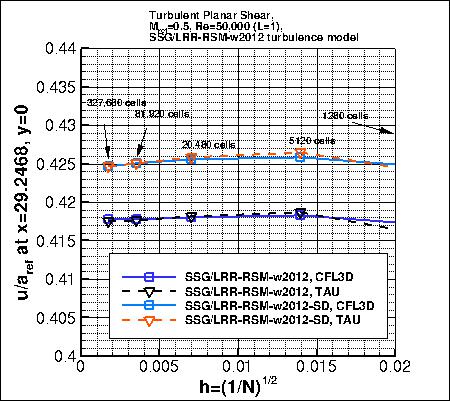 Turbulent Planar Shear,
M_ref=0.5, Re=50,000 (L=1),
SSG/LRR-RSM-w2012 turbulence model
0.44
0.435
0.43
0.425
0.42
0.415
0.41
0.405
0.4
u/a_ref at x=29.2468, y=0
327,680 cells
81,920 cells
20,480 cells
5120 cells
1280 cells
SSG/LRR-RSM-w2012, CFL3D
SSG/LRR-RSM-w2012, TAU
SSG/LRR-RSM-w2012-SD, CFL3D
SSG/LRR-RSM-w2012-SD, TAU
0 0.005 0.01 0.015 0.02
h=(1/N)^1/2